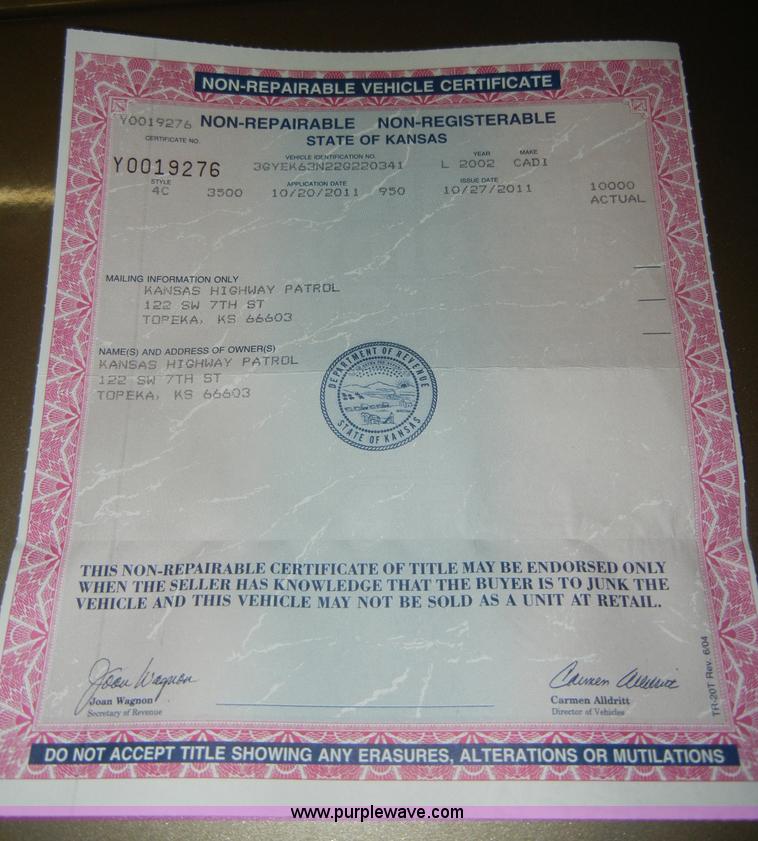 NON-REPAIRABLE VEHICLE CERTIFICATE
Y0019276 NON-REPAIRABLE NON-REGISTERABLE
STATE OF KANSAS
CERTIFICATE NO.
VEHICLE IDENTIFICATION NO. YEAR MAKE
Y0019276 3GYEK63N22G220341 L 2002 CADI
STYLE APPLICATION DATE ISSUE DATE
4C 3500 10/20/2011 950 10/27/2011 10000
ACTUAL
MAILING INFORMATION ONLY
KANSAS HIGHWAY PATROL
122 SW 7TH ST
TOPEKA, KS 66603
NAME(S) AND ADDRESS OF OWNER(S)
KANSAS HIGHWAY PATROL
122 SW 7TH ST
TOPEKA, KS 66603
DEPARTMENT OF REVENUE
STATE OF KANSAS
THIS NON-REPAIRABLE CERTIFICATE OF TITLE MAY BE ENDORSED ONLY
WHEN THE SELLER HAS KNOWLEDGE THAT THE BUYER IS TO JUNK THE
VEHICLE AND THIS VEHICLE MAY NOT BE SOLD AS A UNIT AT RETAIL.
Joan Wagnon
Joan Wagnon
Secretary of Revenue
Carmen Alldritt
Carmen Alldritt
Director of Vehicles
TR-20T Rev. 6/04
DO NOT ACCEPT TITLE SHOWING ANY ERASURES, ALTERATIONS OR MUTILATIONS
www.purplewave.com